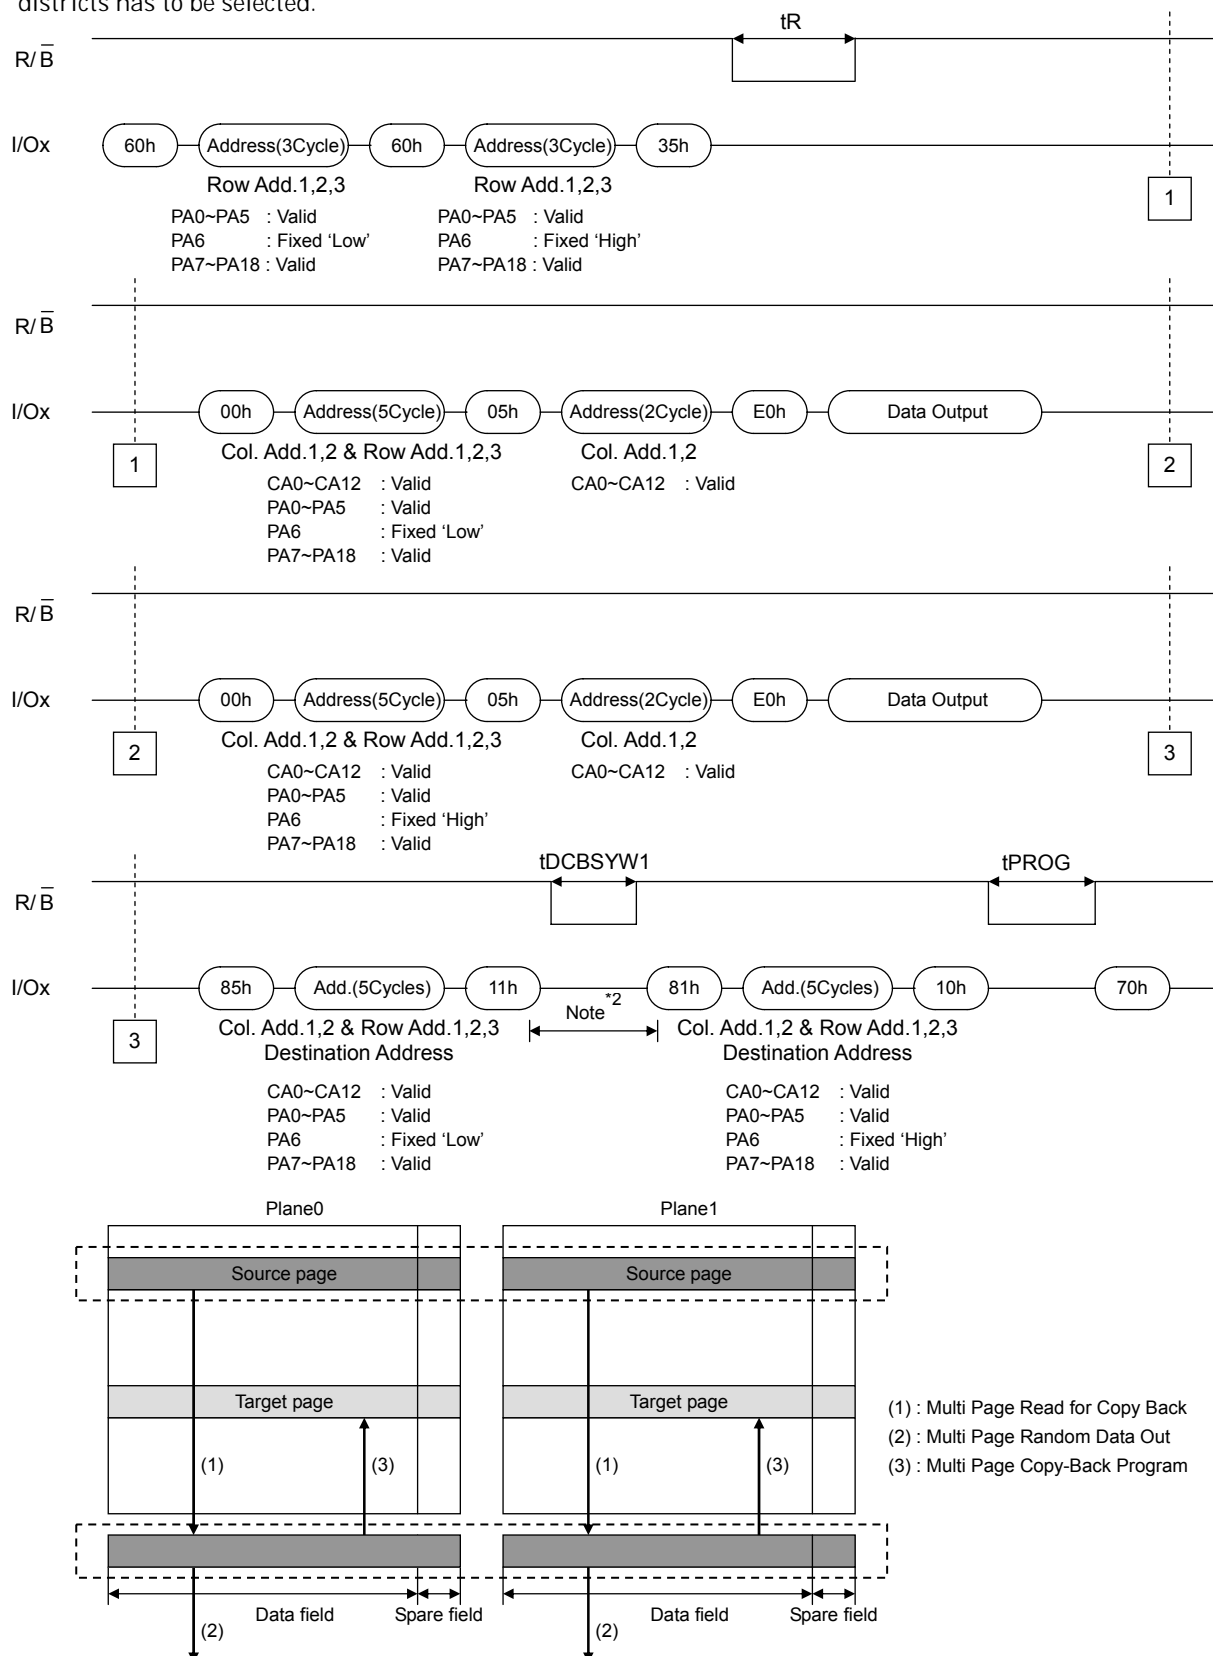 districts has to be selected.
tR
R/B̅
I/Ox
60h Address(3Cycle) 60h Address(3Cycle) 35h
Row Add.1,2,3 Row Add.1,2,3
PA0~PA5 : Valid PA0~PA5 : Valid
PA6 : Fixed ‘Low’ PA6 : Fixed ‘High’
PA7~PA18 : Valid PA7~PA18 : Valid
1
R/B̅
I/Ox
00h Address(5Cycle) 05h Address(2Cycle) E0h Data Output
Col. Add.1,2 & Row Add.1,2,3 Col. Add.1,2
1
2
CA0~CA12 : Valid CA0~CA12 : Valid
PA0~PA5 : Valid
PA6 : Fixed ‘Low’
PA7~PA18 : Valid
R/B̅
I/Ox
00h Address(5Cycle) 05h Address(2Cycle) E0h Data Output
Col. Add.1,2 & Row Add.1,2,3 Col. Add.1,2
2
3
CA0~CA12 : Valid CA0~CA12 : Valid
PA0~PA5 : Valid
PA6 : Fixed ‘High’
PA7~PA18 : Valid
tDCBSYW1 tPROG
R/B̅
I/Ox
85h Add.(5Cycles) 11h Note*2 81h Add.(5Cycles) 10h 70h
Col. Add.1,2 & Row Add.1,2,3 Col. Add.1,2 & Row Add.1,2,3
3
Destination Address Destination Address
CA0~CA12 : Valid CA0~CA12 : Valid
PA0~PA5 : Valid PA0~PA5 : Valid
PA6 : Fixed ‘Low’ PA6 : Fixed ‘High’
PA7~PA18 : Valid PA7~PA18 : Valid
Plane0 Plane1
Source page Source page
Target page Target page
(1) : Multi Page Read for Copy Back
(2) : Multi Page Random Data Out
(3) : Multi Page Copy-Back Program
(1) (3) (1) (3)
Data field Spare field Data field Spare field
(2) (2)